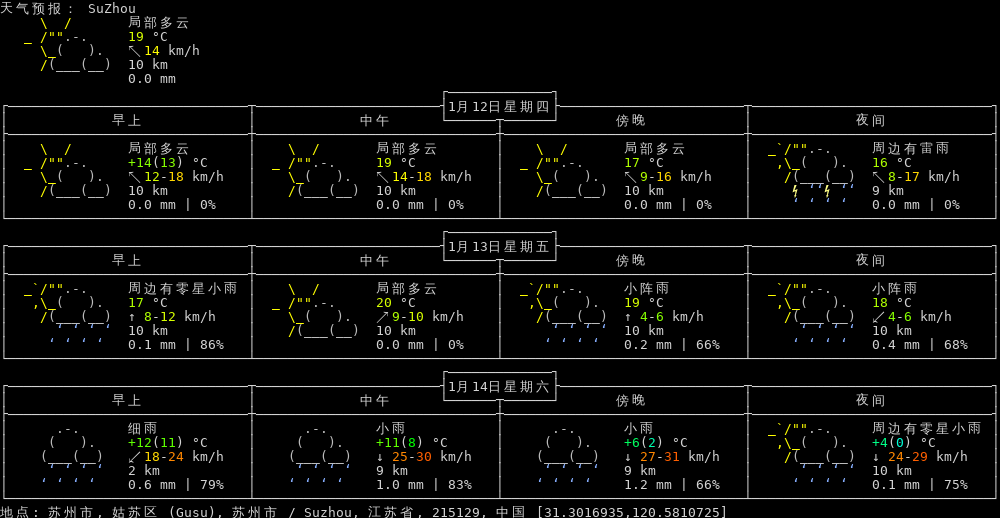 天气预报: SuZhou
局部多云
19 °C
↖ 14 km/h
10 km
0.0 mm
1月12日星期四
早上 中午 傍晚 夜间
局部多云 局部多云 局部多云 周边有雷雨
+14(13) °C 19 °C 17 °C 16 °C
↖ 12-18 km/h ↖ 14-18 km/h ↖ 9-16 km/h ↖ 8-17 km/h
10 km 10 km 10 km 9 km
0.0 mm | 0% 0.0 mm | 0% 0.0 mm | 0% 0.0 mm | 0%
1月13日星期五
早上 中午 傍晚 夜间
周边有零星小雨 局部多云 小阵雨 小阵雨
17 °C 20 °C 19 °C 18 °C
↑ 8-12 km/h ↗ 9-10 km/h ↑ 4-6 km/h ↙ 4-6 km/h
10 km 10 km 10 km 10 km
0.1 mm | 86% 0.0 mm | 0% 0.2 mm | 66% 0.4 mm | 68%
1月14日星期六
早上 中午 傍晚 夜间
细雨 小雨 小雨 周边有零星小雨
+12(11) °C +11(8) °C +6(2) °C +4(0) °C
↙ 18-24 km/h ↓ 25-30 km/h ↓ 27-31 km/h ↓ 24-29 km/h
2 km 9 km 9 km 10 km
0.6 mm | 79% 1.0 mm | 83% 1.2 mm | 66% 0.1 mm | 75%
地点: 苏州市, 姑苏区 (Gusu), 苏州市 / Suzhou, 江苏省, 215129, 中国 [31.3016935,120.5810725]